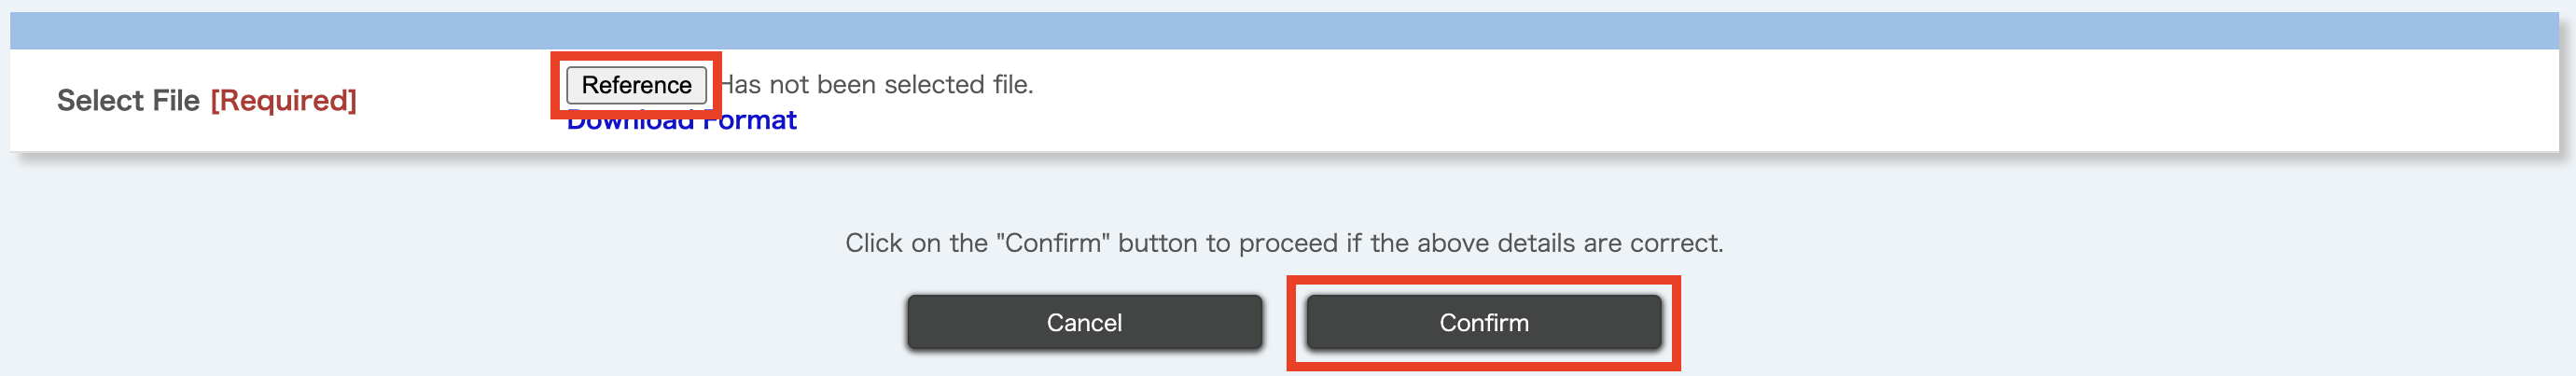 Select File [Required]
Reference Has not been selected file.
Download Format
Click on the "Confirm" button to proceed if the above details are correct.
Cancel
Confirm